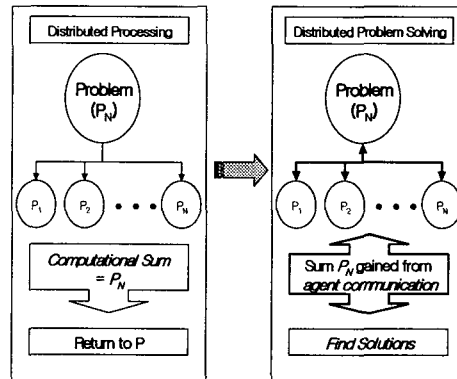 Distributed Processing
Problem
(PN)
P1 P2 PN
Computational Sum
= PN
Return to P
Distributed Problem Solving
Problem
(PN)
P1 P2 PN
Sum PN gained from
agent communication
Find Solutions